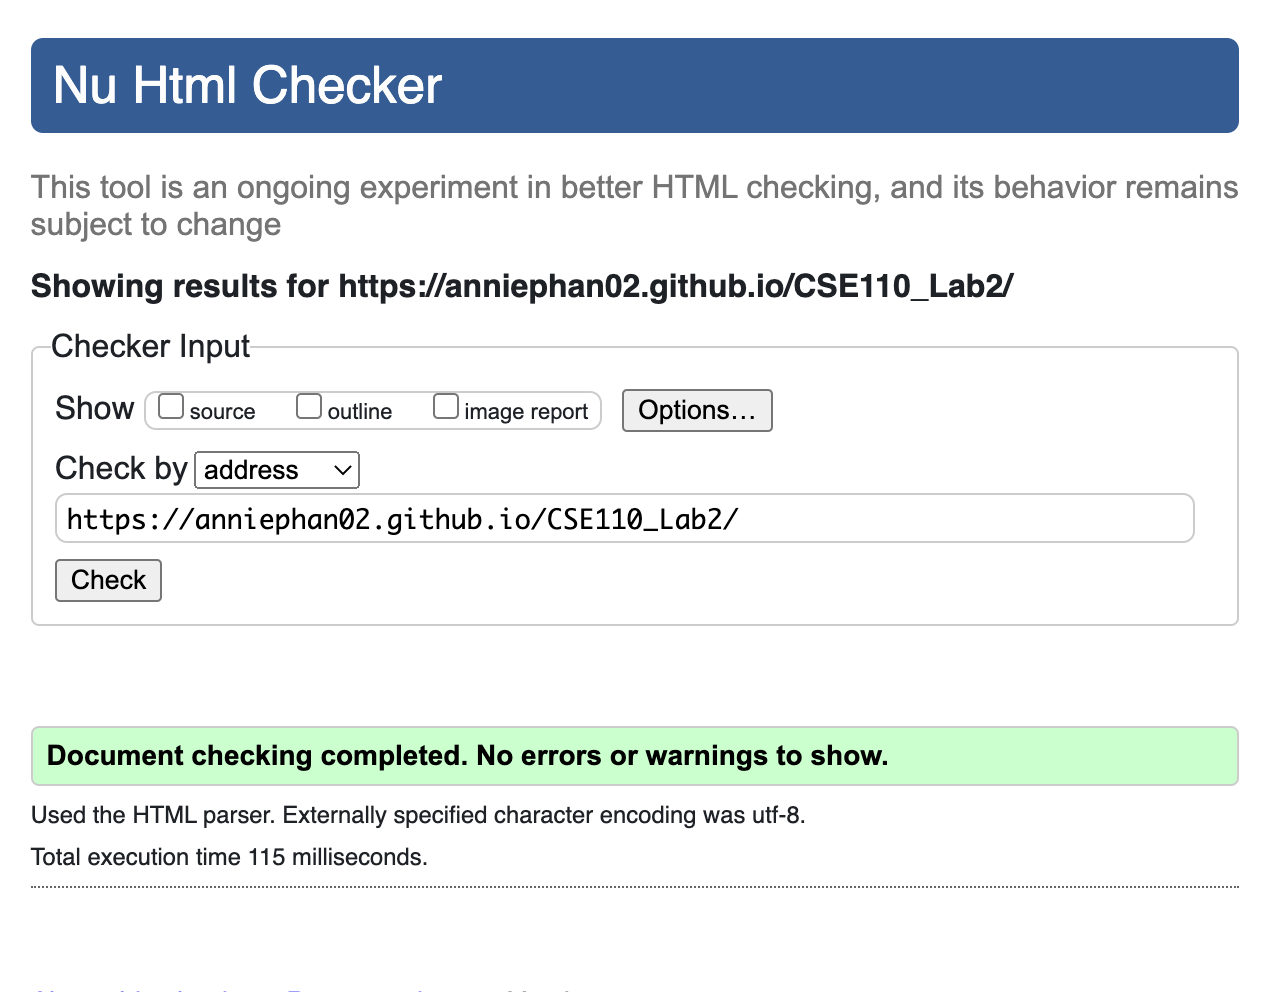 Nu Html Checker
This tool is an ongoing experiment in better HTML checking, and its behavior remains
subject to change
Showing results for https://anniephan02.github.io/CSE110_Lab2/
Checker Input
Show source outline image report Options...
Check by address
https://anniephan02.github.io/CSE110_Lab2/
Check
Document checking completed. No errors or warnings to show.
Used the HTML parser. Externally specified character encoding was utf-8.
Total execution time 115 milliseconds.